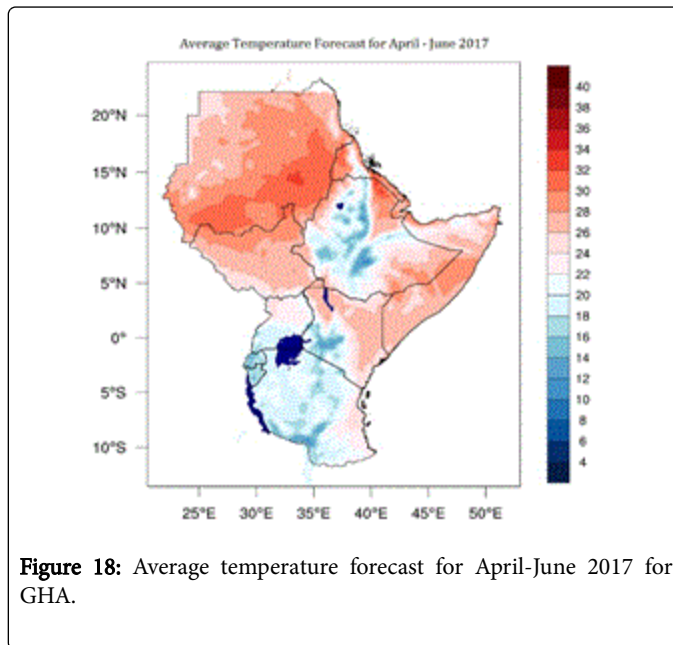 Average Temperature Forecast for April - June 2017
20°N
15°N
10°N
5°N
0°
5°S
10°S
25°E 30°E 35°E 40°E 45°E 50°E
40
38
36
34
32
30
28
26
24
22
20
18
16
14
12
10
8
6
4
Figure 18: Average temperature forecast for April-June 2017 for
GHA.